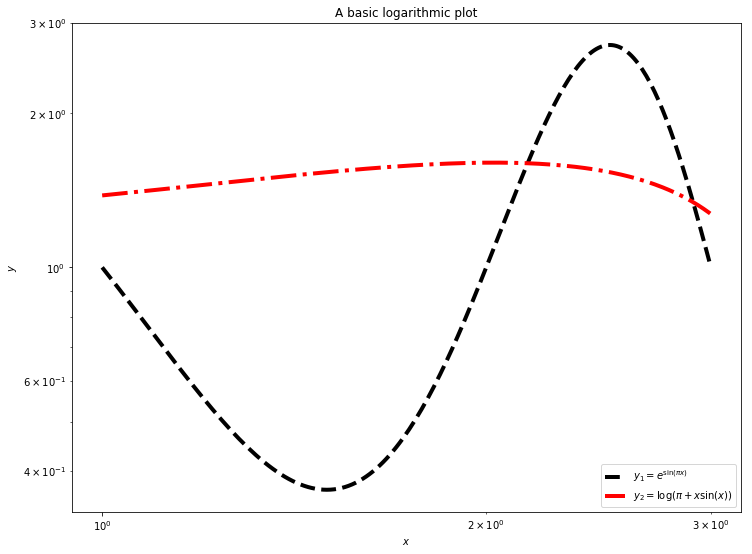 A basic logarithmic plot
3 × 10⁰
2 × 10⁰
10⁰
6 × 10⁻¹
4 × 10⁻¹
y
y₁ = e^{sin(πx)}
y₂ = log(π + xsin(x))
10⁰ 2 × 10⁰ 3 × 10⁰
x